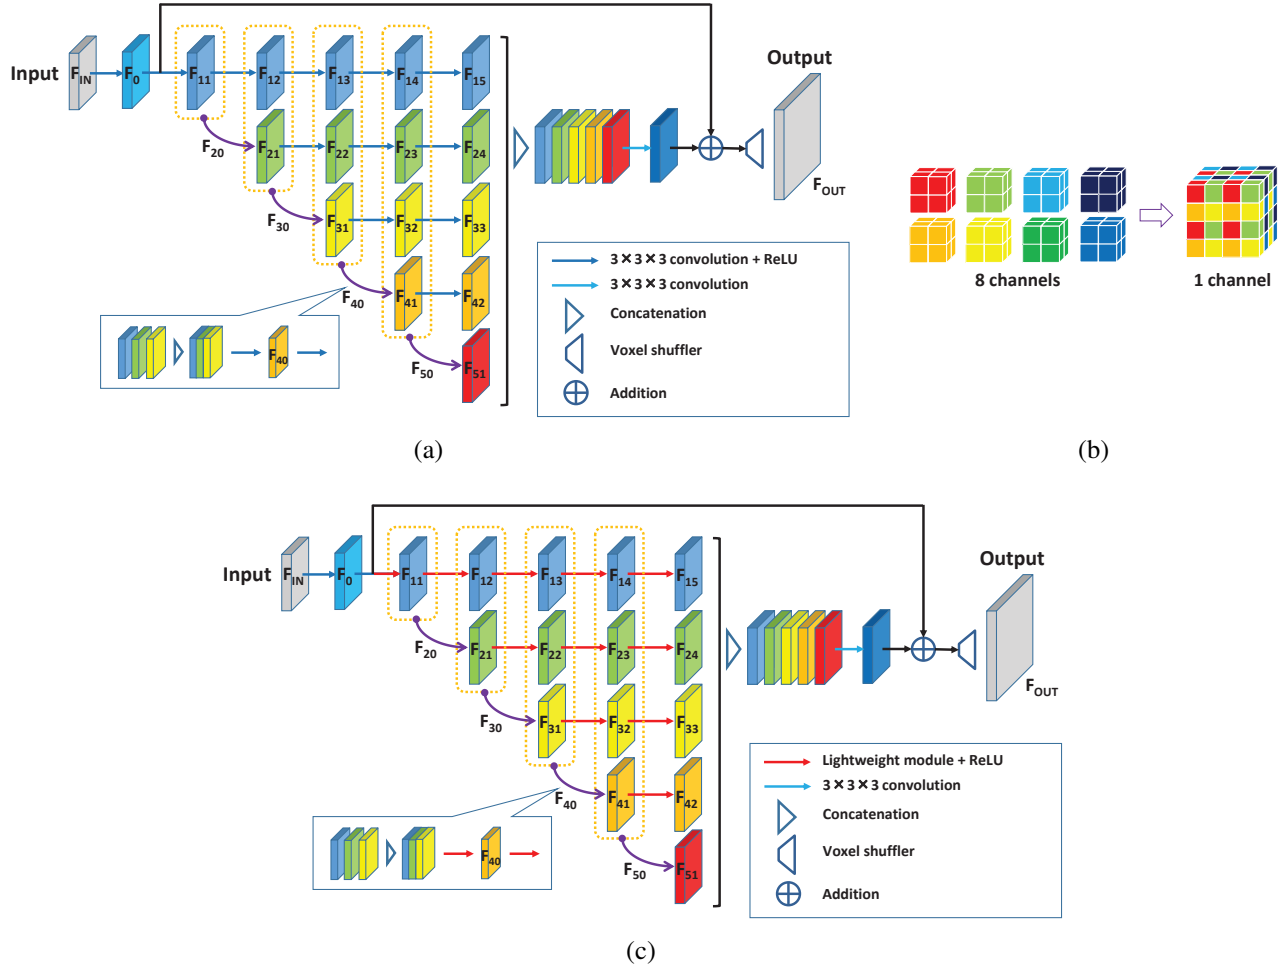 Input
F_IN
F_0
F_11
F_12
F_13
F_14
F_15
Output
F_20
F_21
F_22
F_23
F_24
F_OUT
F_30
F_31
F_32
F_33
F_40
F_41
F_42
F_40
F_50
F_51
3×3×3 convolution + ReLU
3×3×3 convolution
Concatenation
Voxel shuffler
Addition
(a)
8 channels
1 channel
(b)
Input
F_IN
F_0
F_11
F_12
F_13
F_14
F_15
Output
F_20
F_21
F_22
F_23
F_24
F_OUT
F_30
F_31
F_32
F_33
F_40
F_41
F_42
F_40
F_50
F_51
Lightweight module + ReLU
3×3×3 convolution
Concatenation
Voxel shuffler
Addition
(c)